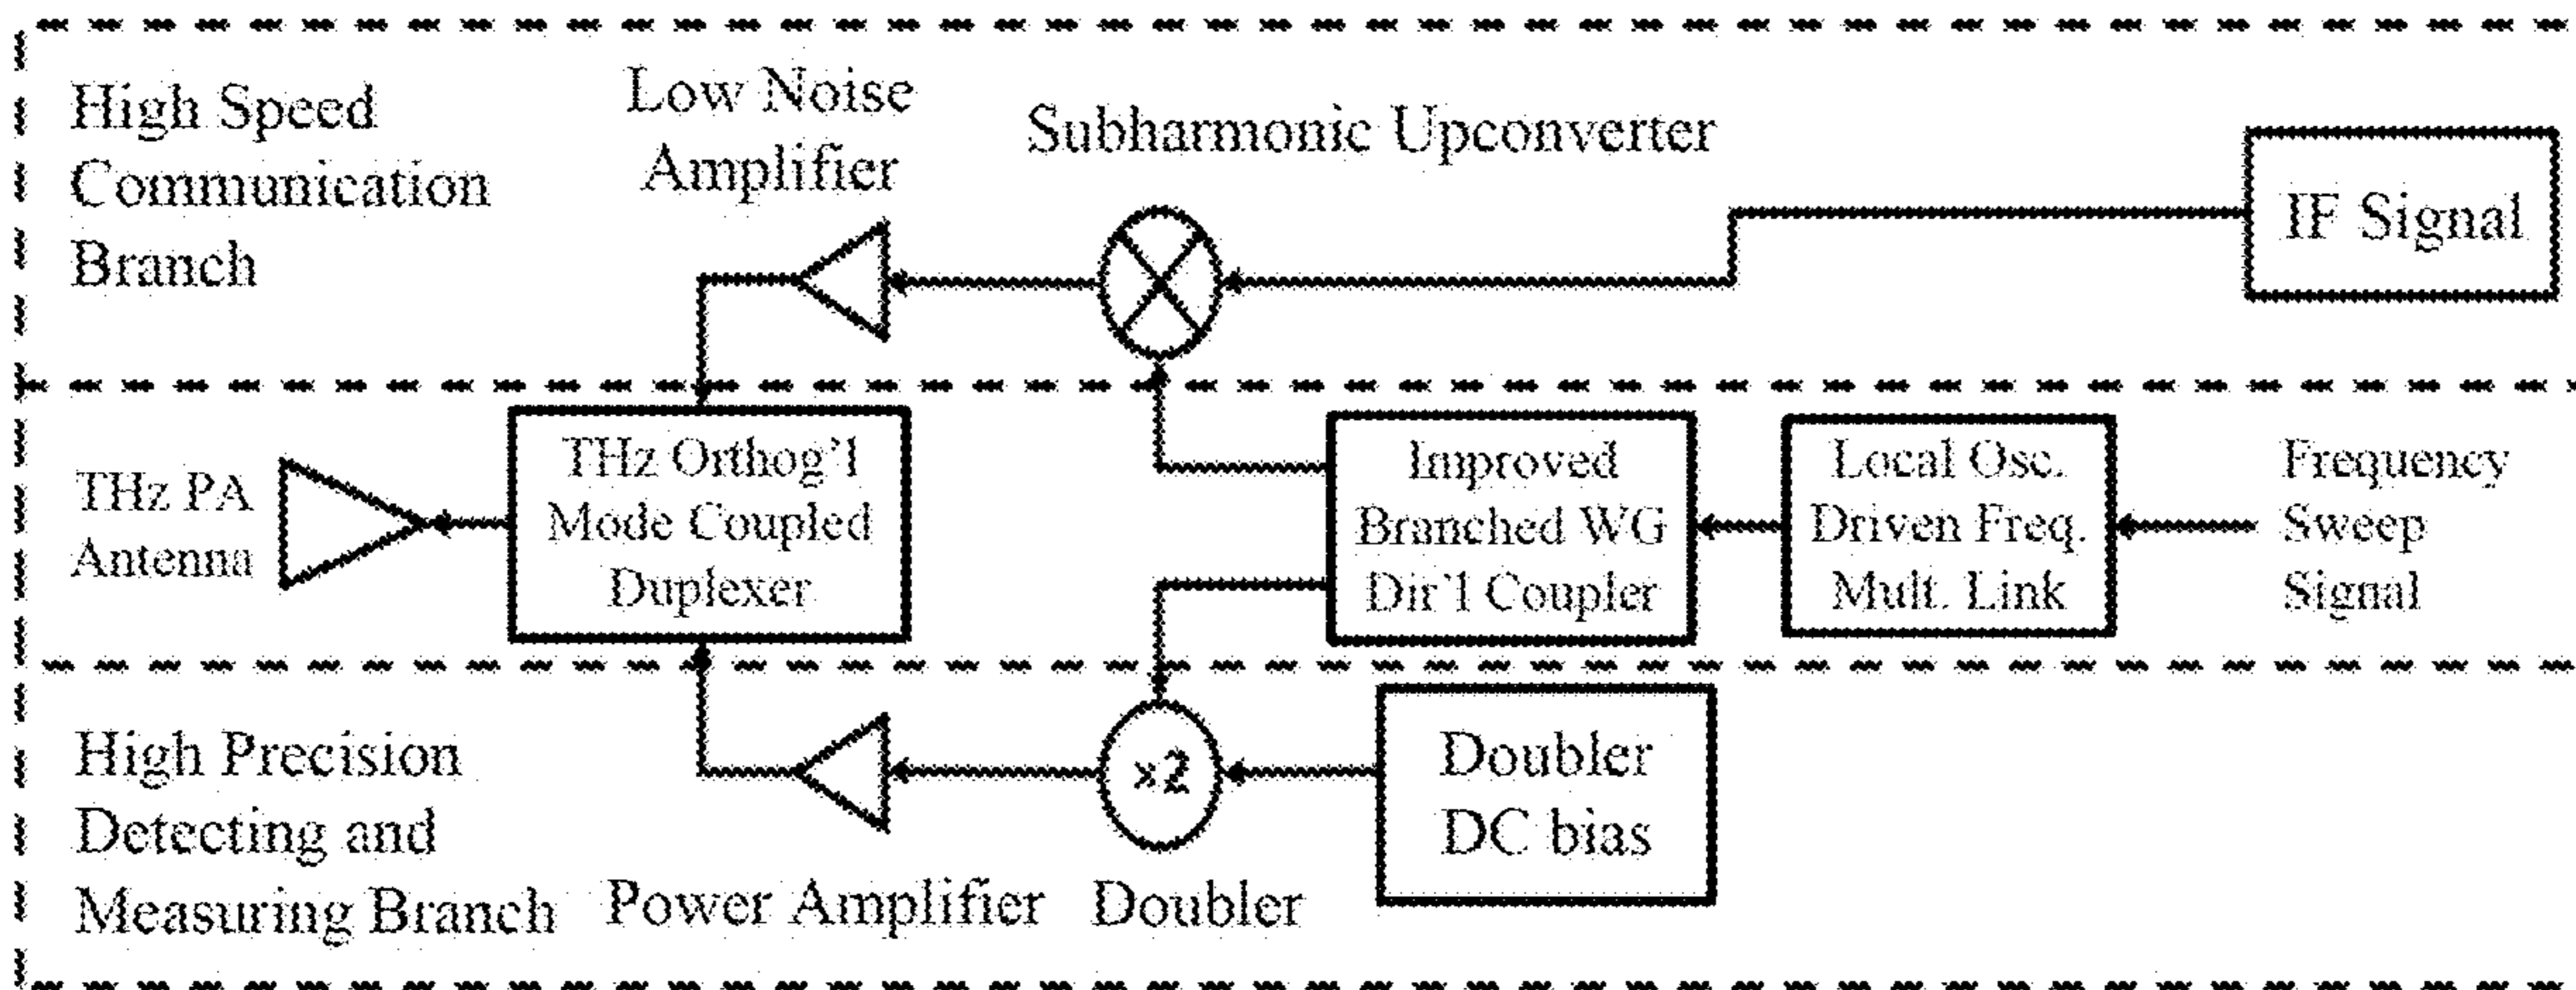 High Speed
Communication
Branch
Low Noise
Amplifier
Subharmonic Upconverter
IF Signal
THz PA
Antenna
THz Orthog'l
Mode Coupled
Duplexer
Improved
Branched WG
Dir'l Coupler
Local Osc.
Driven Freq.
Mult. Link
Frequency
Sweep
Signal
High Precision
Detecting and
Measuring Branch
Power Amplifier
×2
Doubler
Doubler
DC bias